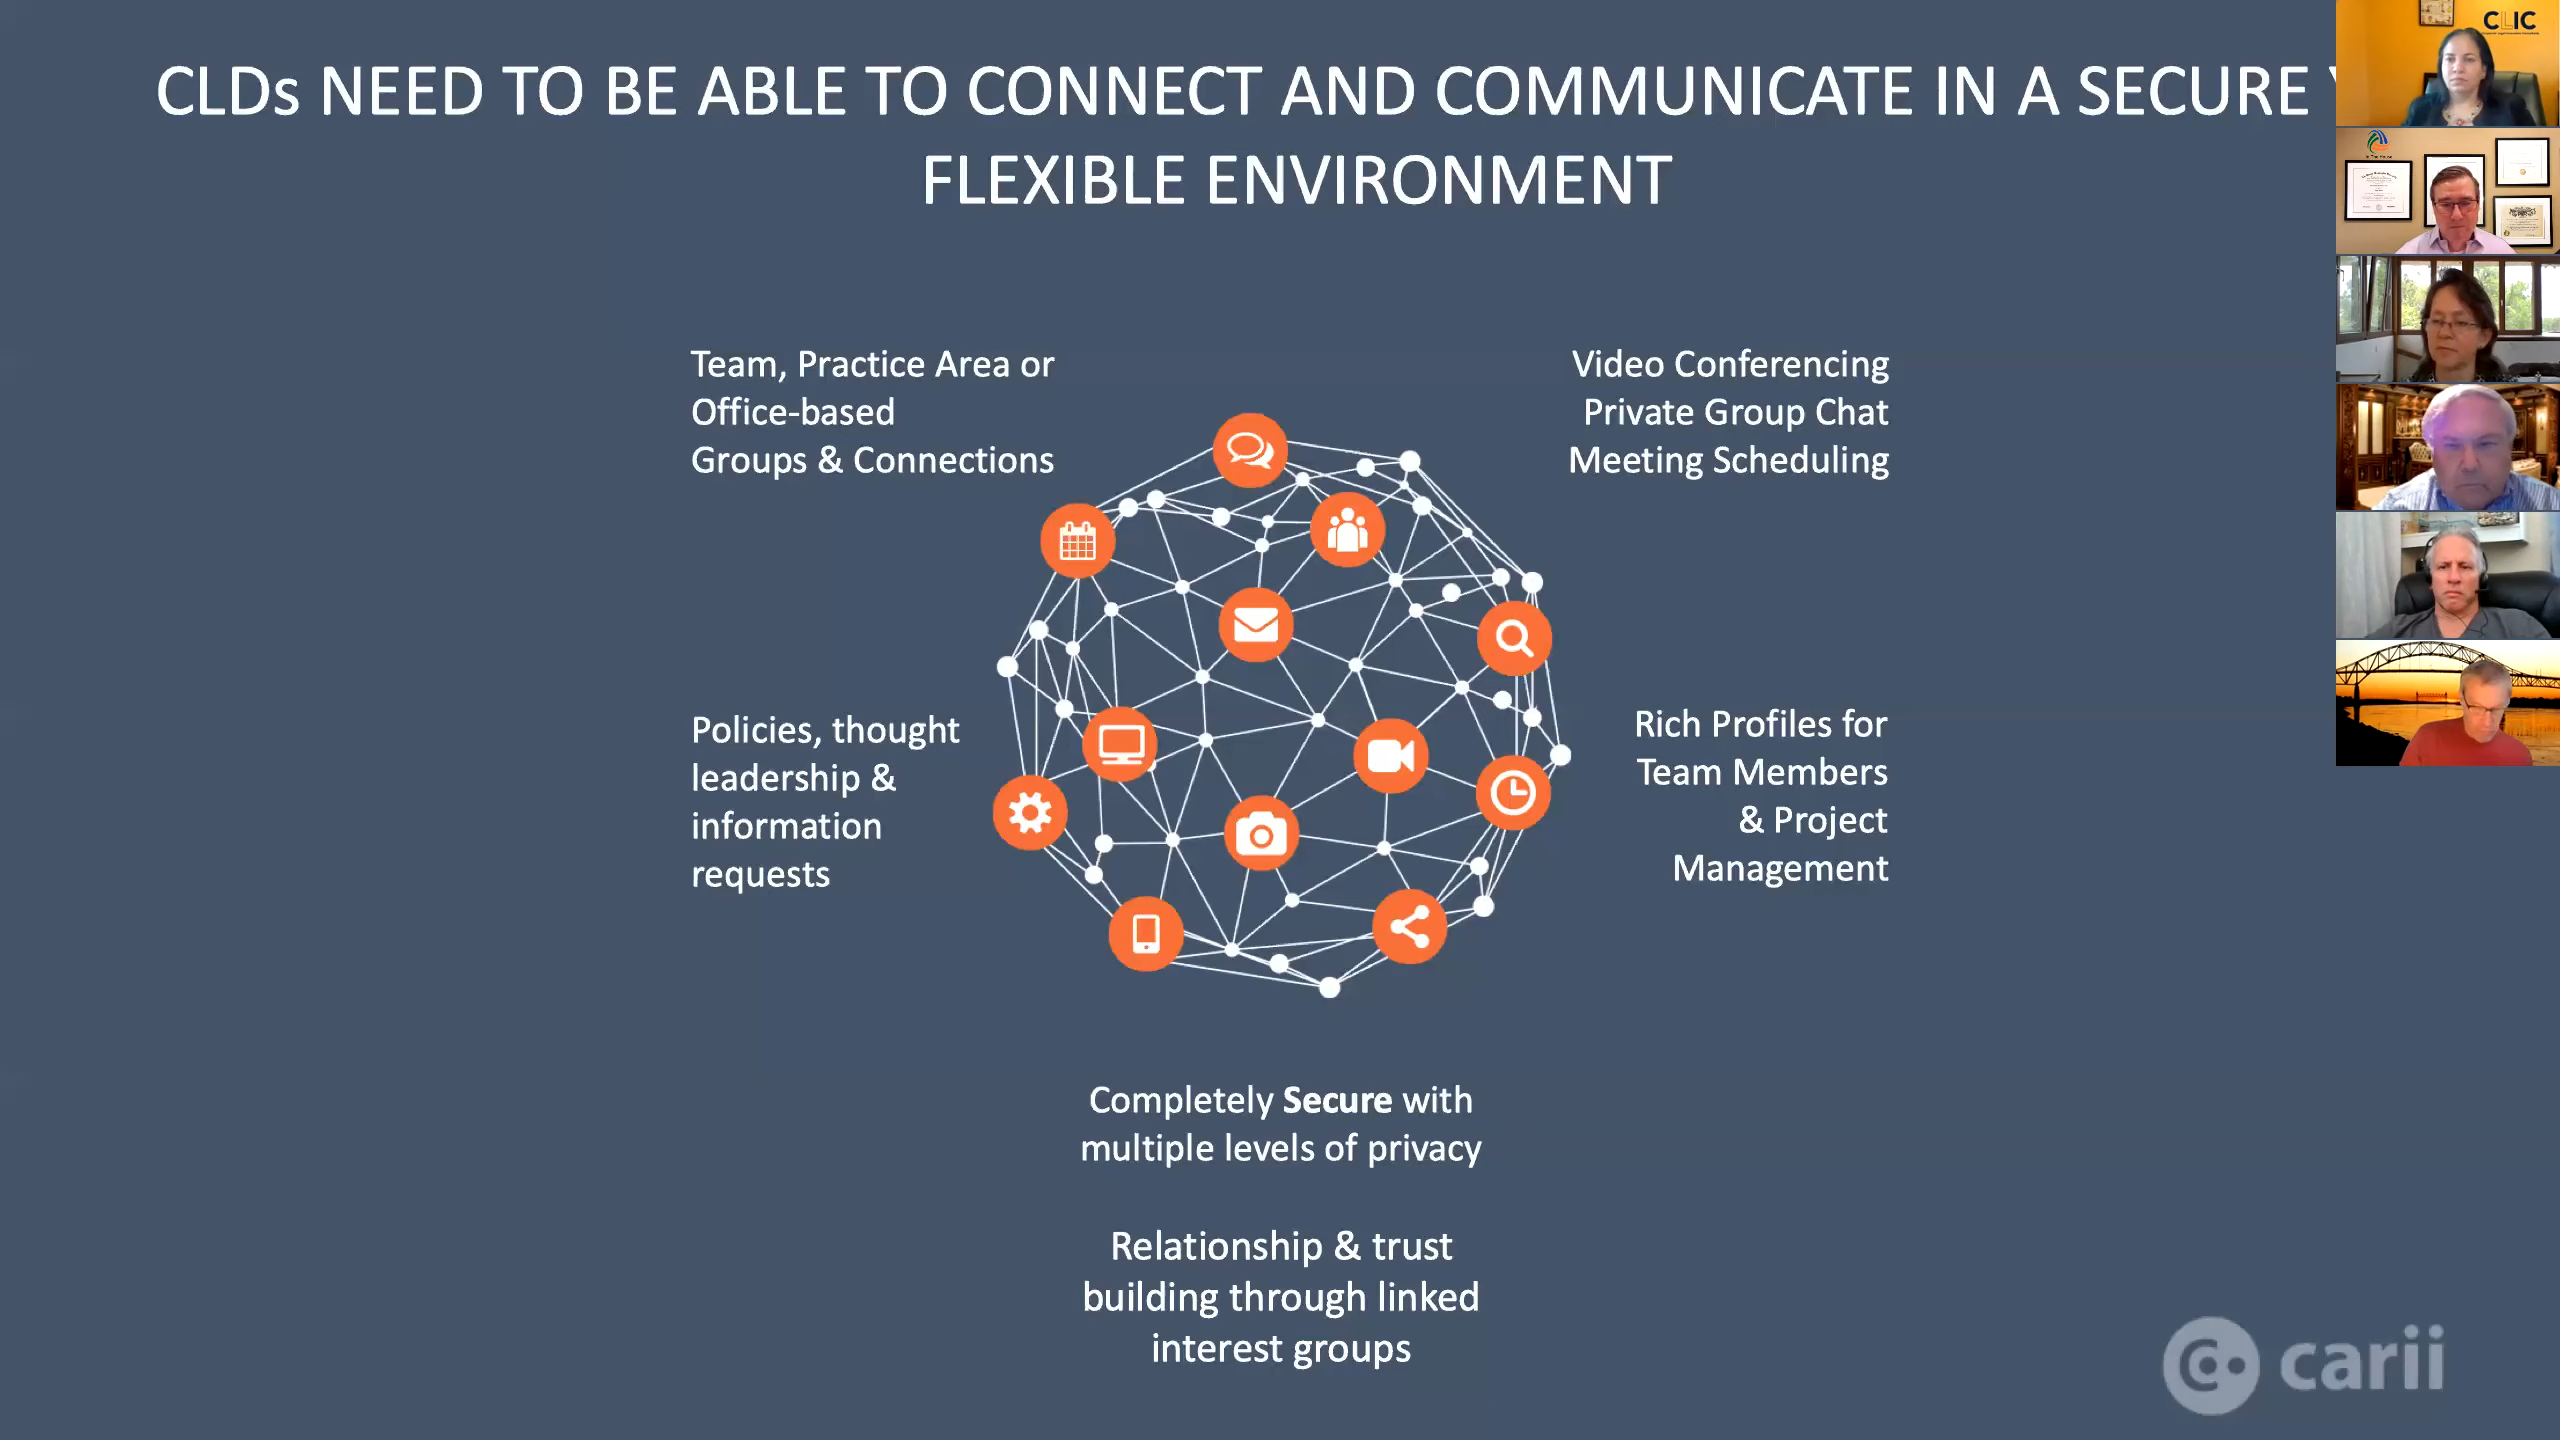 CLDs NEED TO BE ABLE TO CONNECT AND COMMUNICATE IN A SECURE
FLEXIBLE ENVIRONMENT
Team, Practice Area or
Office-based
Groups & Connections
Video Conferencing
Private Group Chat
Meeting Scheduling
Policies, thought
leadership &
information
requests
Rich Profiles for
Team Members
& Project
Management
Completely Secure with
multiple levels of privacy
Relationship & trust
building through linked
interest groups
carii
CLIC